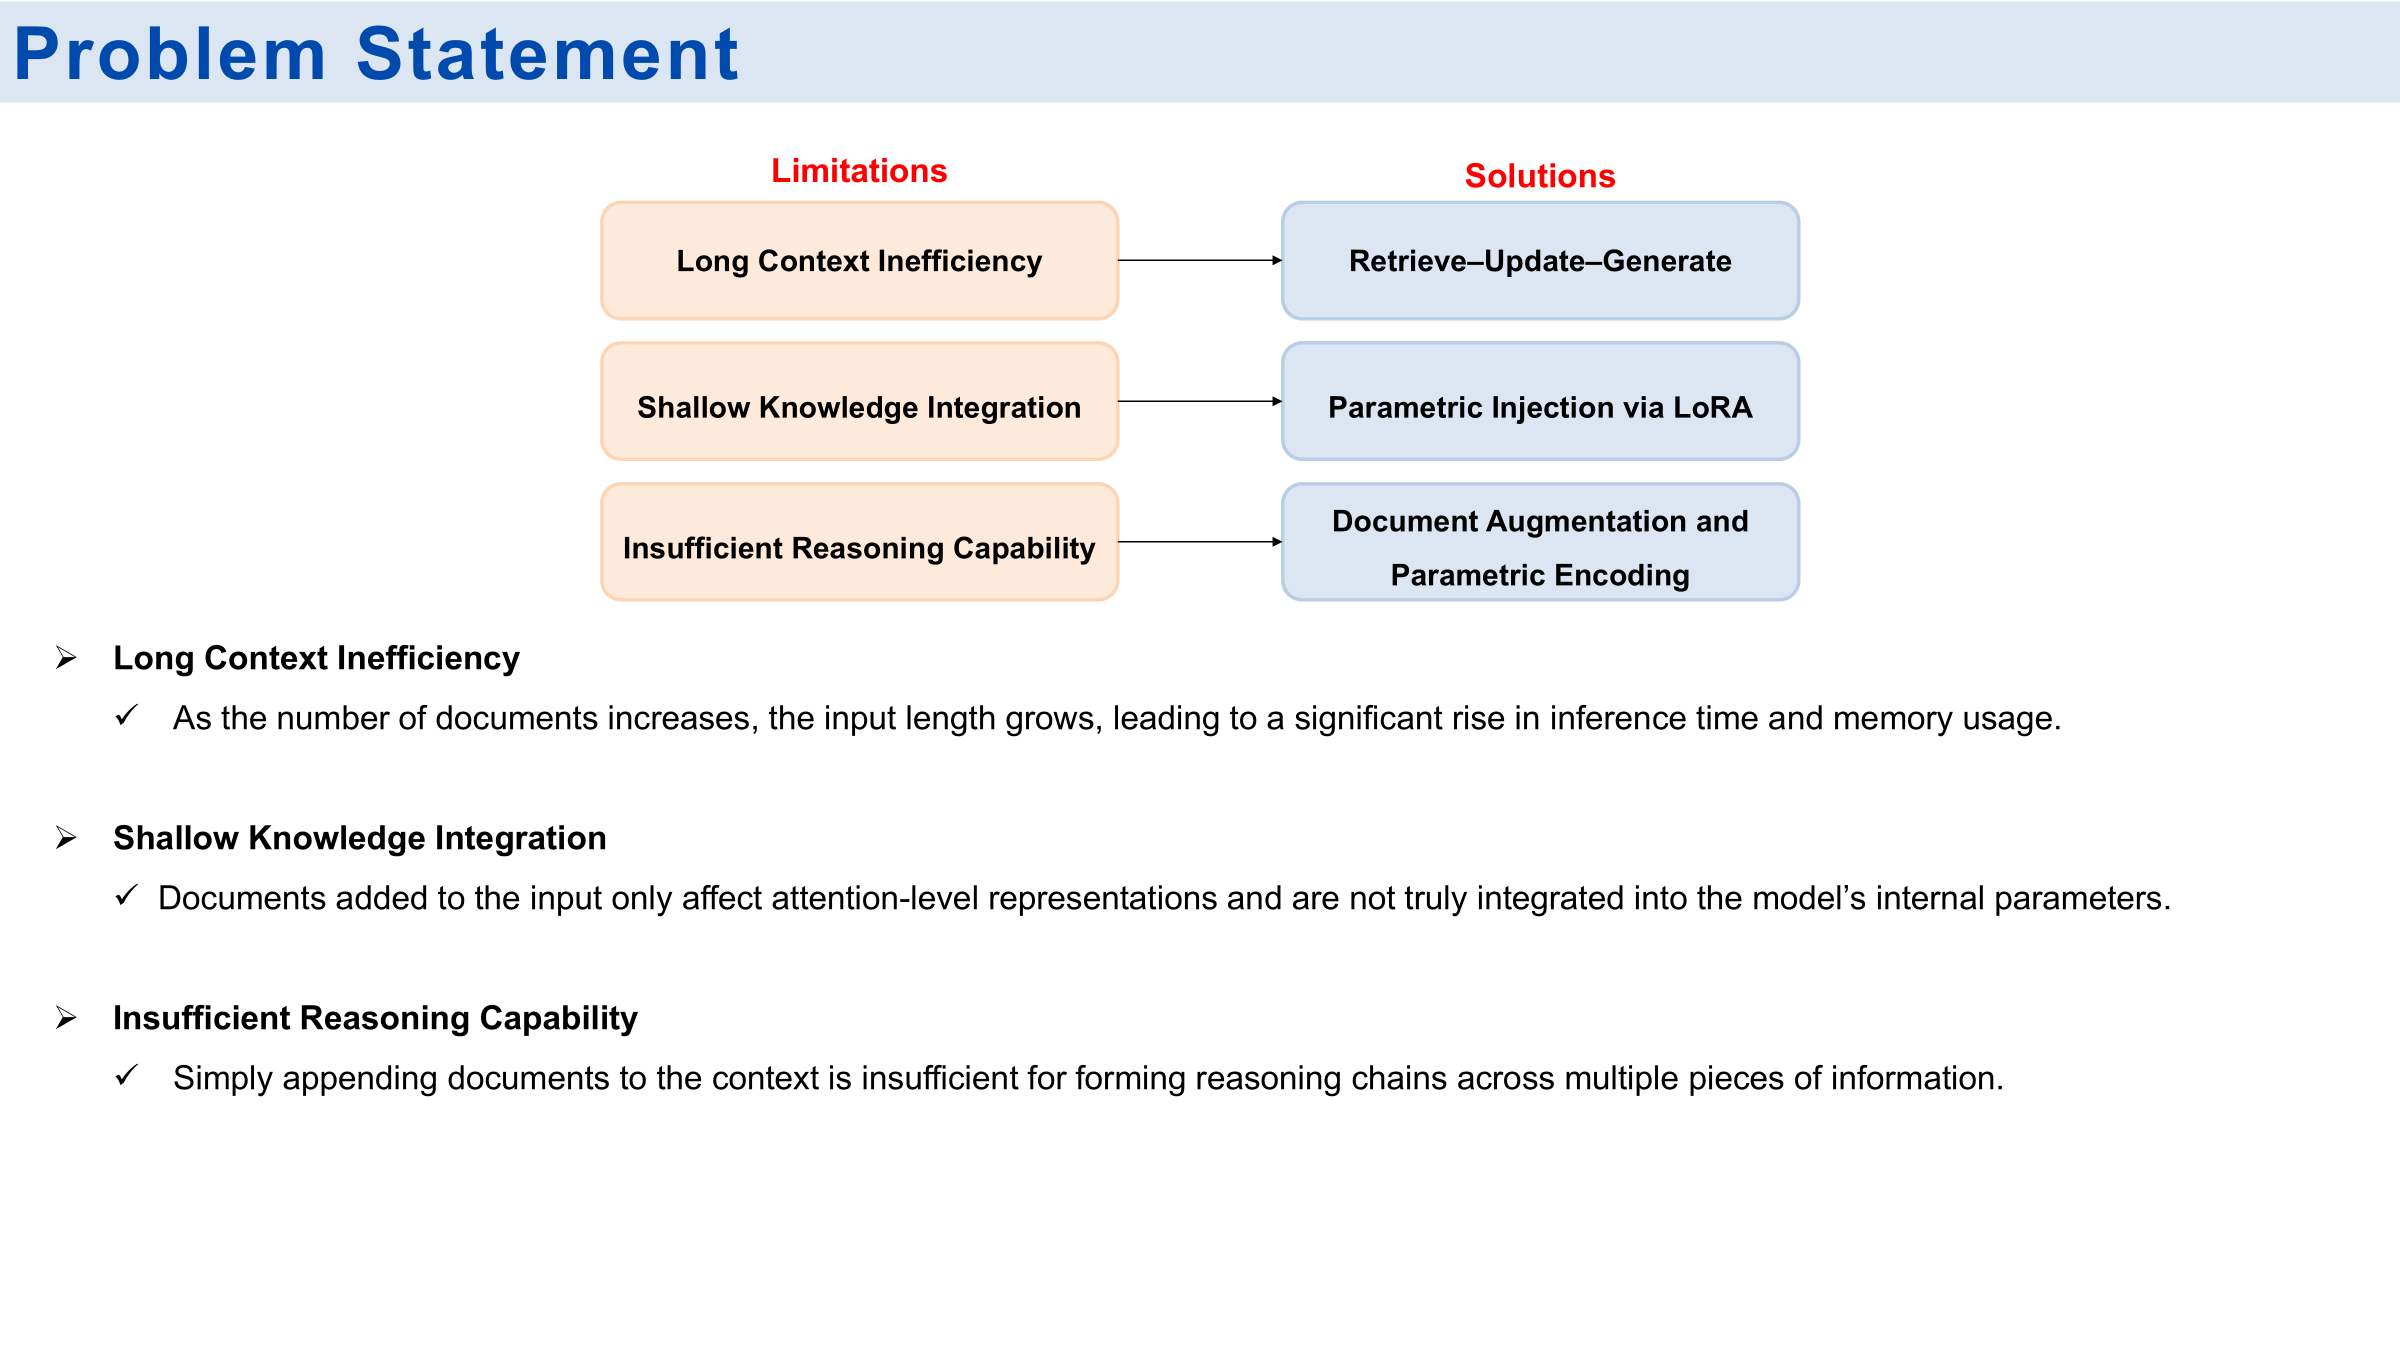 Problem Statement
Limitations
Solutions
Long Context Inefficiency
Retrieve–Update–Generate
Shallow Knowledge Integration
Parametric Injection via LoRA
Insufficient Reasoning Capability
Document Augmentation and
Parametric Encoding
Long Context Inefficiency
As the number of documents increases, the input length grows, leading to a significant rise in inference time and memory usage.
Shallow Knowledge Integration
Documents added to the input only affect attention-level representations and are not truly integrated into the model’s internal parameters.
Insufficient Reasoning Capability
Simply appending documents to the context is insufficient for forming reasoning chains across multiple pieces of information.